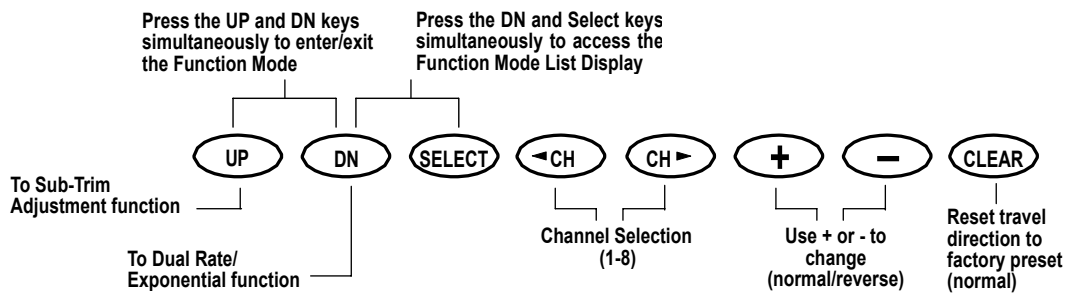 Press the UP and DN keys
simultaneously to enter/exit
the Function Mode
Press the DN and Select keys
simultaneously to access the
Function Mode List Display
UP
DN
SELECT
◄CH
CH►
+
−
CLEAR
To Sub-Trim
Adjustment function
To Dual Rate/
Exponential function
Channel Selection
(1-8)
Use + or - to
change
(normal/reverse)
Reset travel
direction to
factory preset
(normal)